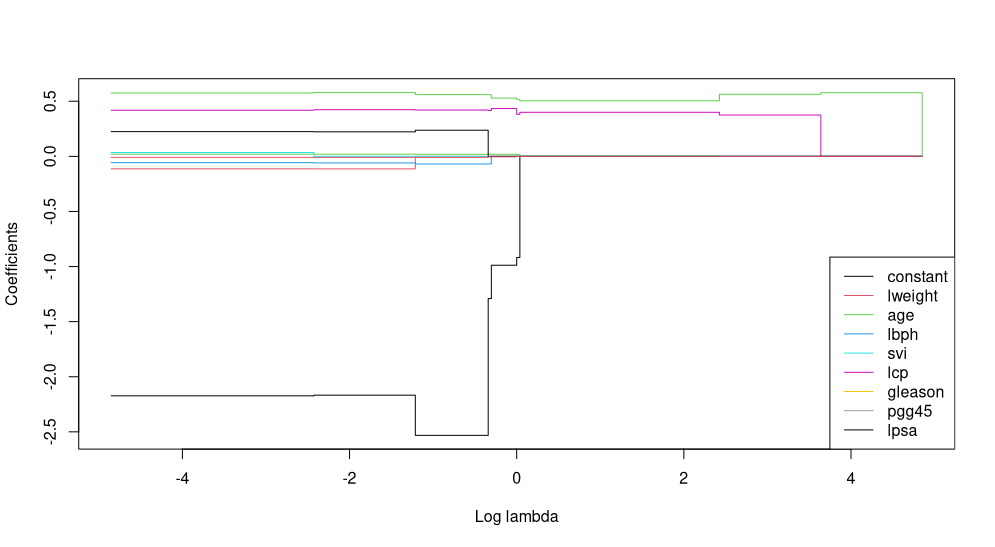 0.5
0.0
-0.5
-1.0
-1.5
-2.0
-2.5
Coefficients
constant
lweight
age
lbph
svi
lcp
gleason
pgg45
lpsa
-4 -2 0 2 4
Log lambda